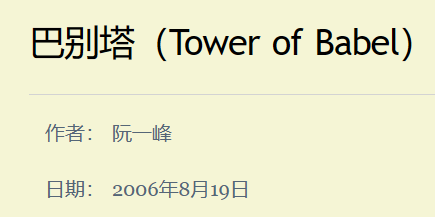 巴别塔（Tower of Babel）
作者： 阮一峰
日期： 2006年8月19日